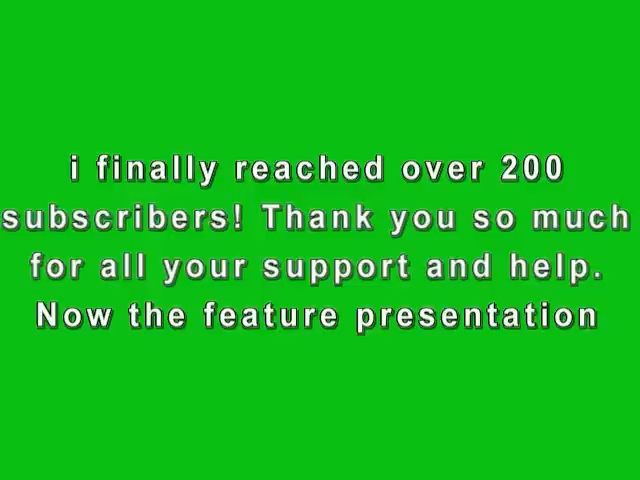 i finally reached over 200
subscribers! Thank you so much
for all your support and help.
Now the feature presentation